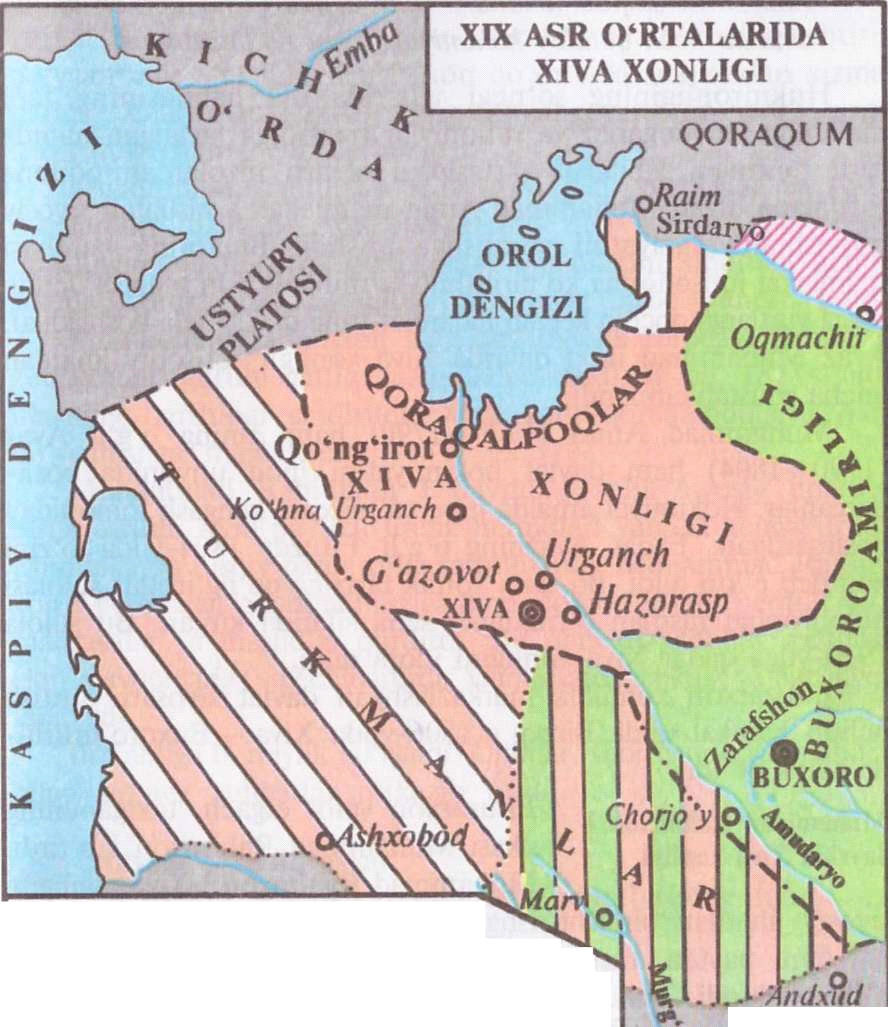 XIX ASR O‘RTALARIDA
XIVA XONLIGI
KICHIK
O‘RDA
Emba
QORAQUM
Raim
Sirdaryo
KASPIY DENGIZI
USTYURT
PLATOSI
OROL
DENGIZI
Oqmachit
QORAQALPOQLAR
Qo‘ng‘irot
XIVA XONLIGI
Ko‘hna Urganch
Urganch
G‘azovot
XIVA
Hazorasp
BUXORO AMIRLIGI
TURKMANLAR
Zarafshon
BUXORO
Chorjo‘y
Amudaryo
Ashxobod
Marv
Murg‘
Andxud